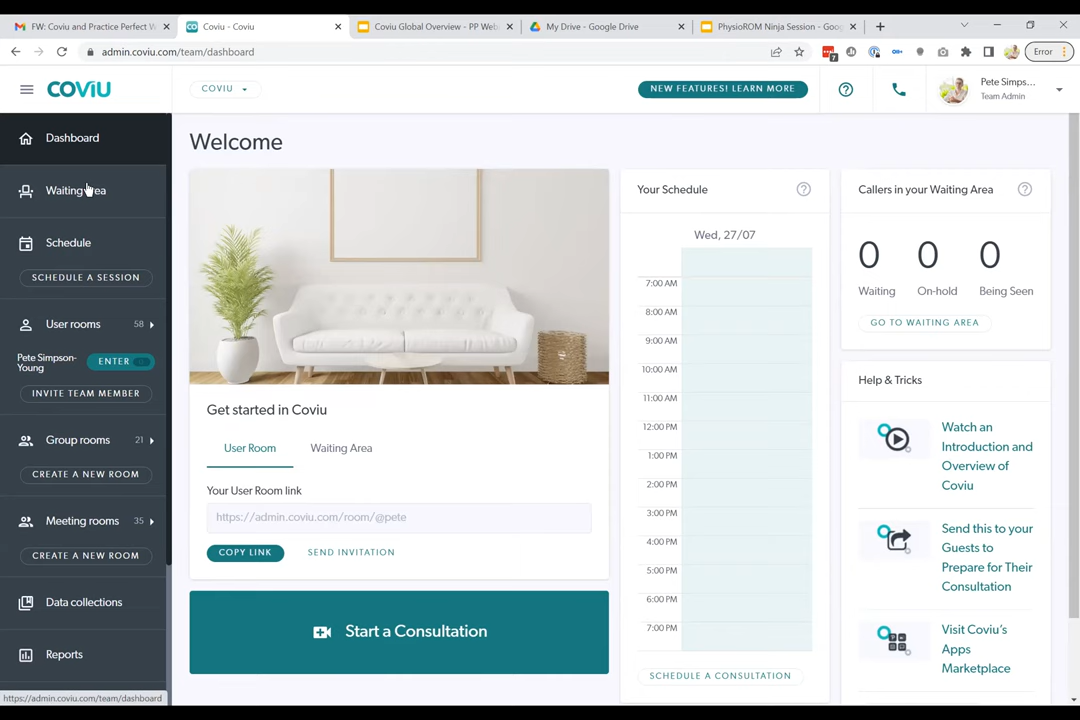 FW: Coviu and Practice Perfect W
Coviu - Coviu
Coviu Global Overview - PP Web
My Drive - Google Drive
PhysioROM Ninja Session - Goog
admin.coviu.com/team/dashboard
7
Error
COVIU
COVIU
NEW FEATURES! LEARN MORE
Pete Simps...
Team Admin
Dashboard
Waiting Area
Schedule
SCHEDULE A SESSION
User rooms 58
Pete Simpson-
Young
ENTER
INVITE TEAM MEMBER
Group rooms 21
CREATE A NEW ROOM
Meeting rooms 35
CREATE A NEW ROOM
Data collections
Reports
https://admin.coviu.com/team/dashboard
Welcome
Get started in Coviu
User Room
Waiting Area
Your User Room link
https://admin.coviu.com/room/@pete
COPY LINK
SEND INVITATION
Start a Consultation
Your Schedule
Wed, 27/07
7:00 AM
8:00 AM
9:00 AM
10:00 AM
11:00 AM
12:00 PM
1:00 PM
2:00 PM
3:00 PM
4:00 PM
5:00 PM
6:00 PM
7:00 PM
SCHEDULE A CONSULTATION
Callers in your Waiting Area
0 0 0
Waiting On-hold Being Seen
GO TO WAITING AREA
Help & Tricks
Watch an
Introduction and
Overview of
Coviu
Send this to your
Guests to
Prepare for Their
Consultation
Visit Coviu's
Apps
Marketplace